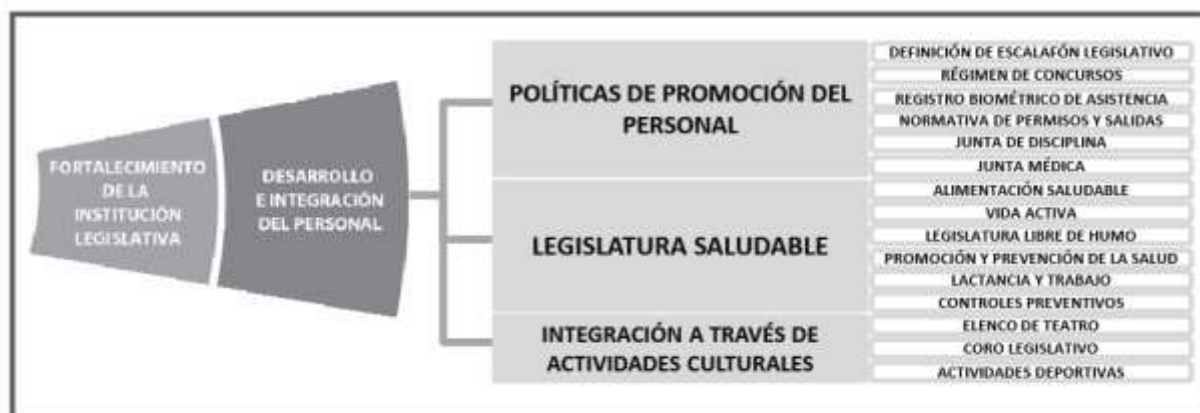 FORTALECIMIENTO
DE LA
INSTITUCIÓN
LEGISLATIVA
DESARROLLO
E INTEGRACIÓN
DEL PERSONAL
POLÍTICAS DE PROMOCIÓN DEL
PERSONAL
DEFINICIÓN DE ESCALAFÓN LEGISLATIVO
RÉGIMEN DE CONCURSOS
REGISTRO BIOMÉTRICO DE ASISTENCIA
NORMATIVA DE PERMISOS Y SALIDAS
JUNTA DE DISCIPLINA
JUNTA MÉDICA
LEGISLATURA SALUDABLE
ALIMENTACIÓN SALUDABLE
VIDA ACTIVA
LEGISLATURA LIBRE DE HUMO
PROMOCIÓN Y PREVENCIÓN DE LA SALUD
LACTANCIA Y TRABAJO
CONTROLES PREVENTIVOS
INTEGRACIÓN A TRAVÉS DE
ACTIVIDADES CULTURALES
ELENCO DE TEATRO
CORO LEGISLATIVO
ACTIVIDADES DEPORTIVAS